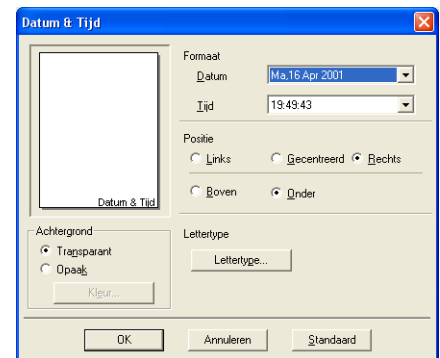 Datum & Tijd
Formaat
Datum
Ma,16 Apr 2001
Tijd
19:49:43
Positie
Links
Gecentreerd
Rechts
Boven
Onder
Datum & Tijd
Achtergrond
Transparant
Opaak
Kleur...
Lettertype
Lettertype...
OK
Annuleren
Standaard